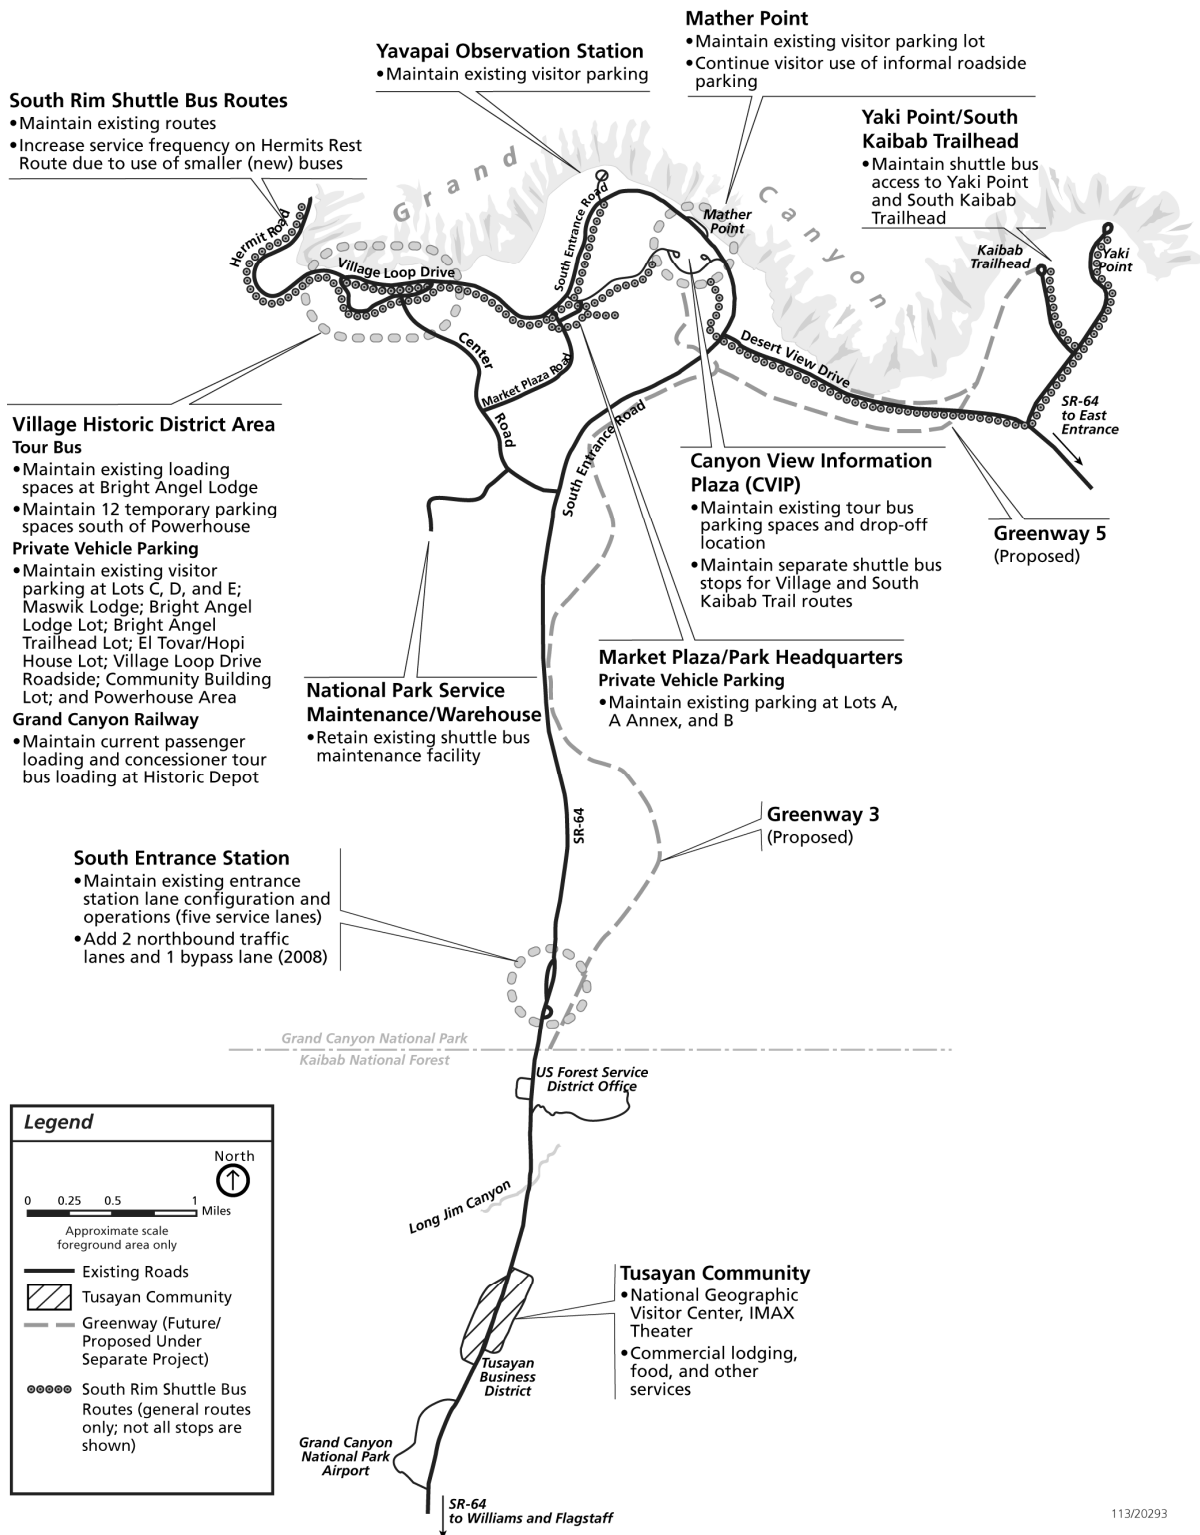 Mather Point
•Maintain existing visitor parking lot
•Continue visitor use of informal roadside
parking
Yavapai Observation Station
•Maintain existing visitor parking
South Rim Shuttle Bus Routes
•Maintain existing routes
•Increase service frequency on Hermits Rest
Route due to use of smaller (new) buses
Yaki Point/South
Kaibab Trailhead
•Maintain shuttle bus
access to Yaki Point
and South Kaibab
Trailhead
Grand
Canyon
Hermit Road
Village Loop Drive
South Entrance Road
Mather
Point
Kaibab
Trailhead
Yaki
Point
Center
Road
Market Plaza Road
Desert View Drive
South Entrance Road
SR-64
to East
Entrance
Village Historic District Area
Tour Bus
•Maintain existing loading
spaces at Bright Angel Lodge
•Maintain 12 temporary parking
spaces south of Powerhouse
Private Vehicle Parking
•Maintain existing visitor
parking at Lots C, D, and E;
Maswik Lodge; Bright Angel
Lodge Lot; Bright Angel
Trailhead Lot; El Tovar/Hopi
House Lot; Village Loop Drive
Roadside; Community Building
Lot; and Powerhouse Area
Grand Canyon Railway
•Maintain current passenger
loading and concessioner tour
bus loading at Historic Depot
Canyon View Information
Plaza (CVIP)
•Maintain existing tour bus
parking spaces and drop-off
location
•Maintain separate shuttle bus
stops for Village and South
Kaibab Trail routes
Greenway 5
(Proposed)
Market Plaza/Park Headquarters
Private Vehicle Parking
•Maintain existing parking at Lots A,
A Annex, and B
National Park Service
Maintenance/Warehouse
•Retain existing shuttle bus
maintenance facility
SR-64
Greenway 3
(Proposed)
South Entrance Station
•Maintain existing entrance
station lane configuration and
operations (five service lanes)
•Add 2 northbound traffic
lanes and 1 bypass lane (2008)
Grand Canyon National Park
Kaibab National Forest
US Forest Service
District Office
Long Jim Canyon
Tusayan Community
•National Geographic
Visitor Center, IMAX
Theater
•Commercial lodging,
food, and other
services
Tusayan
Business
District
Grand Canyon
National Park
Airport
SR-64
to Williams and Flagstaff
Legend
North
0 0.25 0.5 1
Miles
Approximate scale
foreground area only
Existing Roads
Tusayan Community
Greenway (Future/
Proposed Under
Separate Project)
South Rim Shuttle Bus
Routes (general routes
only; not all stops are
shown)
113/20293